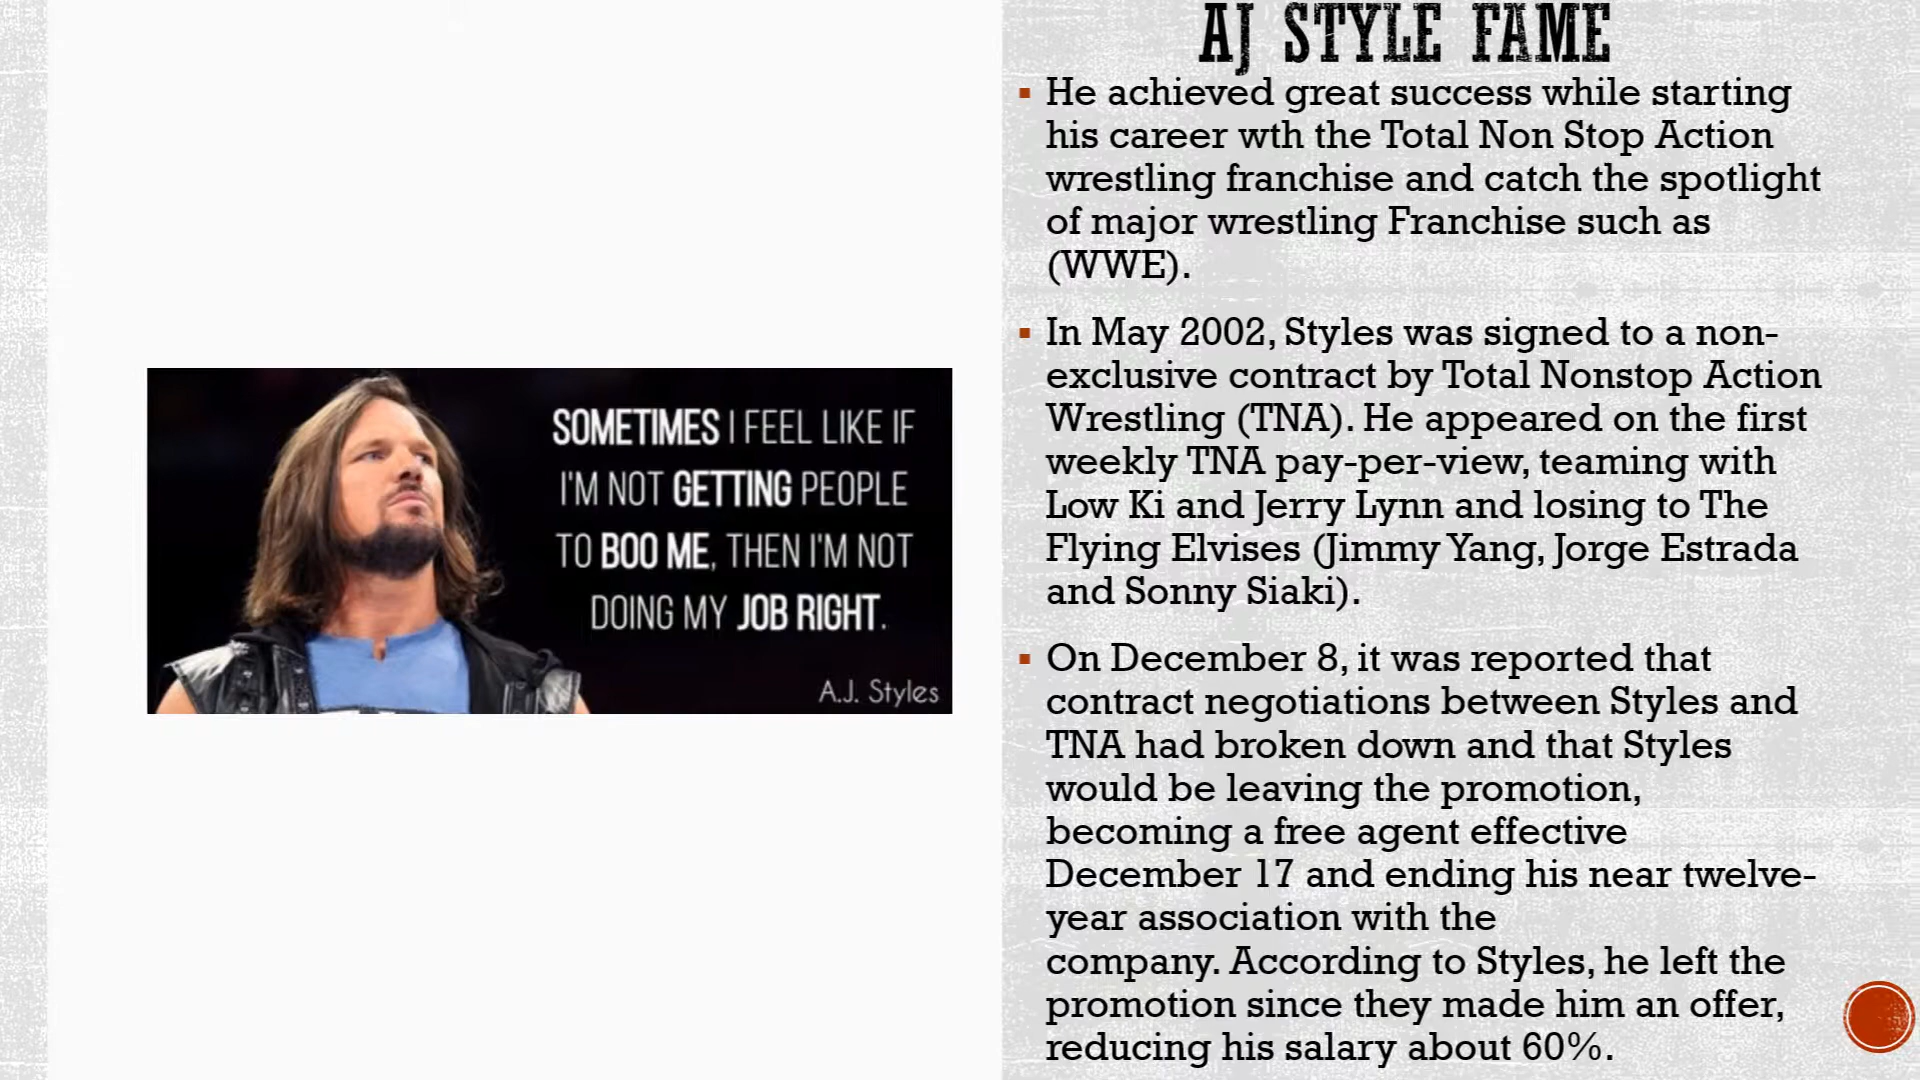 SOMETIMES I FEEL LIKE IF
I'M NOT GETTING PEOPLE
TO BOO ME, THEN I'M NOT
DOING MY JOB RIGHT.
A.J. Styles
AJ STYLE FAME
He achieved great success while starting
his career wth the Total Non Stop Action
wrestling franchise and catch the spotlight
of major wrestling Franchise such as
(WWE).
In May 2002, Styles was signed to a non-
exclusive contract by Total Nonstop Action
Wrestling (TNA). He appeared on the first
weekly TNA pay-per-view, teaming with
Low Ki and Jerry Lynn and losing to The
Flying Elvises (Jimmy Yang, Jorge Estrada
and Sonny Siaki).
On December 8, it was reported that
contract negotiations between Styles and
TNA had broken down and that Styles
would be leaving the promotion,
becoming a free agent effective
December 17 and ending his near twelve-
year association with the
company. According to Styles, he left the
promotion since they made him an offer,
reducing his salary about 60%.